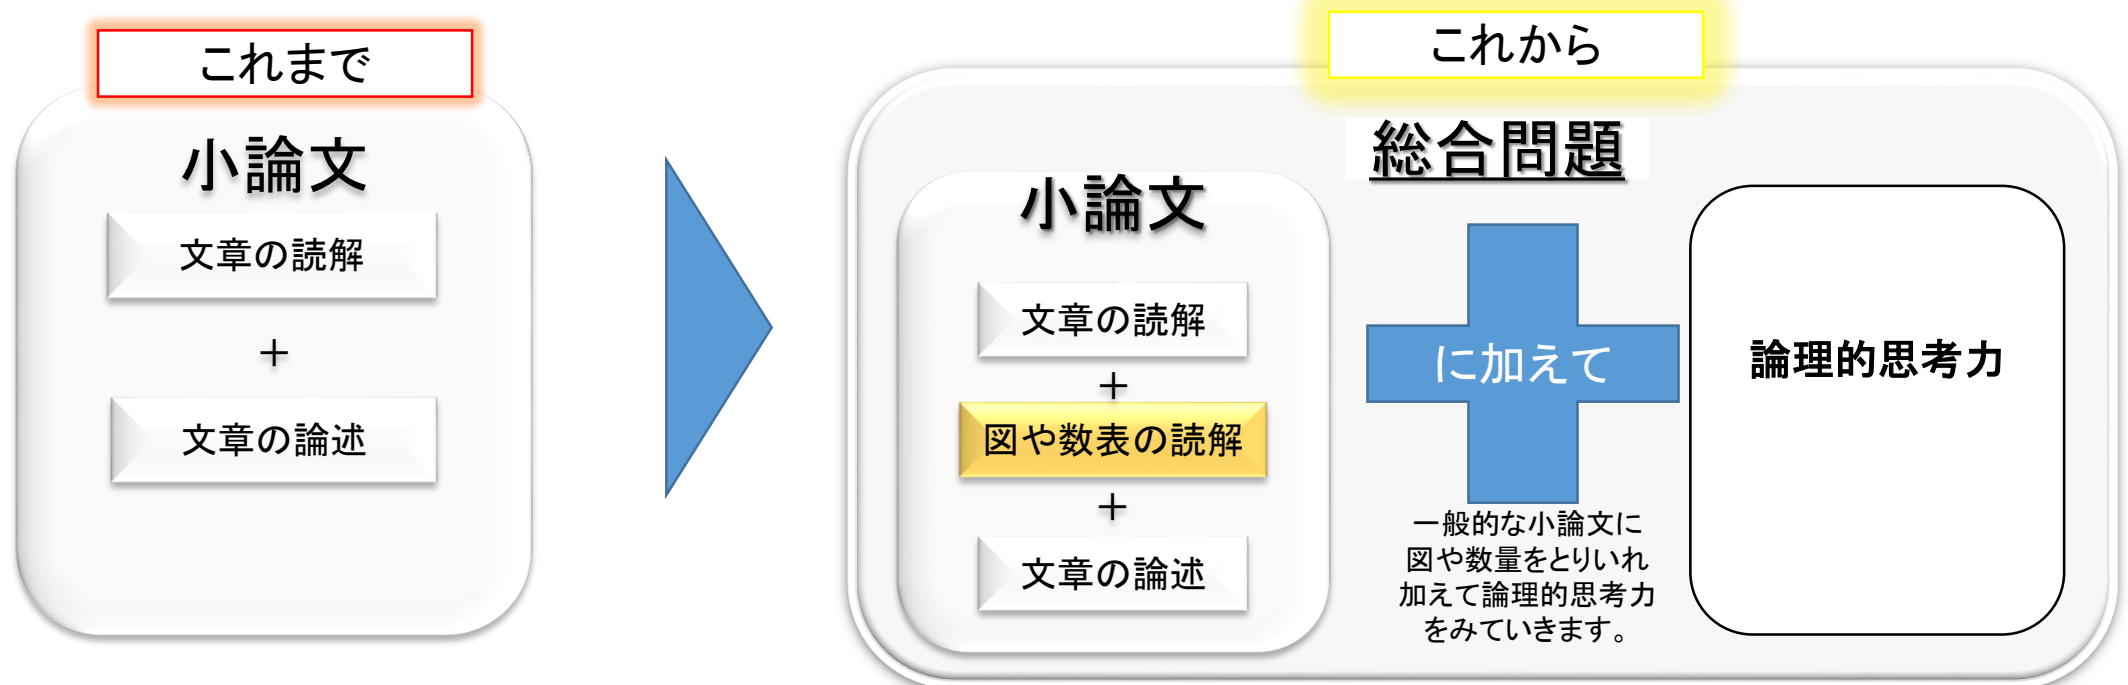 これまで
小論文
文章の読解
+
文章の論述
これから
総合問題
小論文
文章の読解
+
図や数表の読解
+
文章の論述
に加えて
一般的な小論文に
図や数量をとりいれ
加えて論理的思考力
をみていきます。
論理的思考力